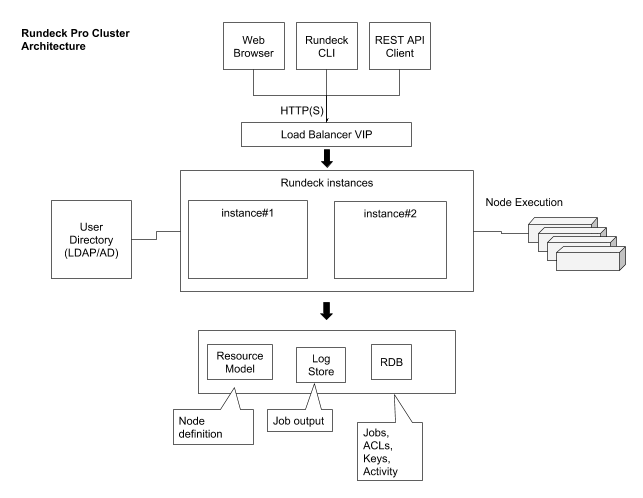 Rundeck Pro Cluster
Architecture
Web
Browser
Rundeck
CLI
REST API
Client
HTTP(S)
Load Balancer VIP
Rundeck instances
instance#1
instance#2
User
Directory
(LDAP/AD)
Node Execution
Resource
Model
Log
Store
RDB
Node
definition
Job output
Jobs,
ACLs,
Keys,
Activity